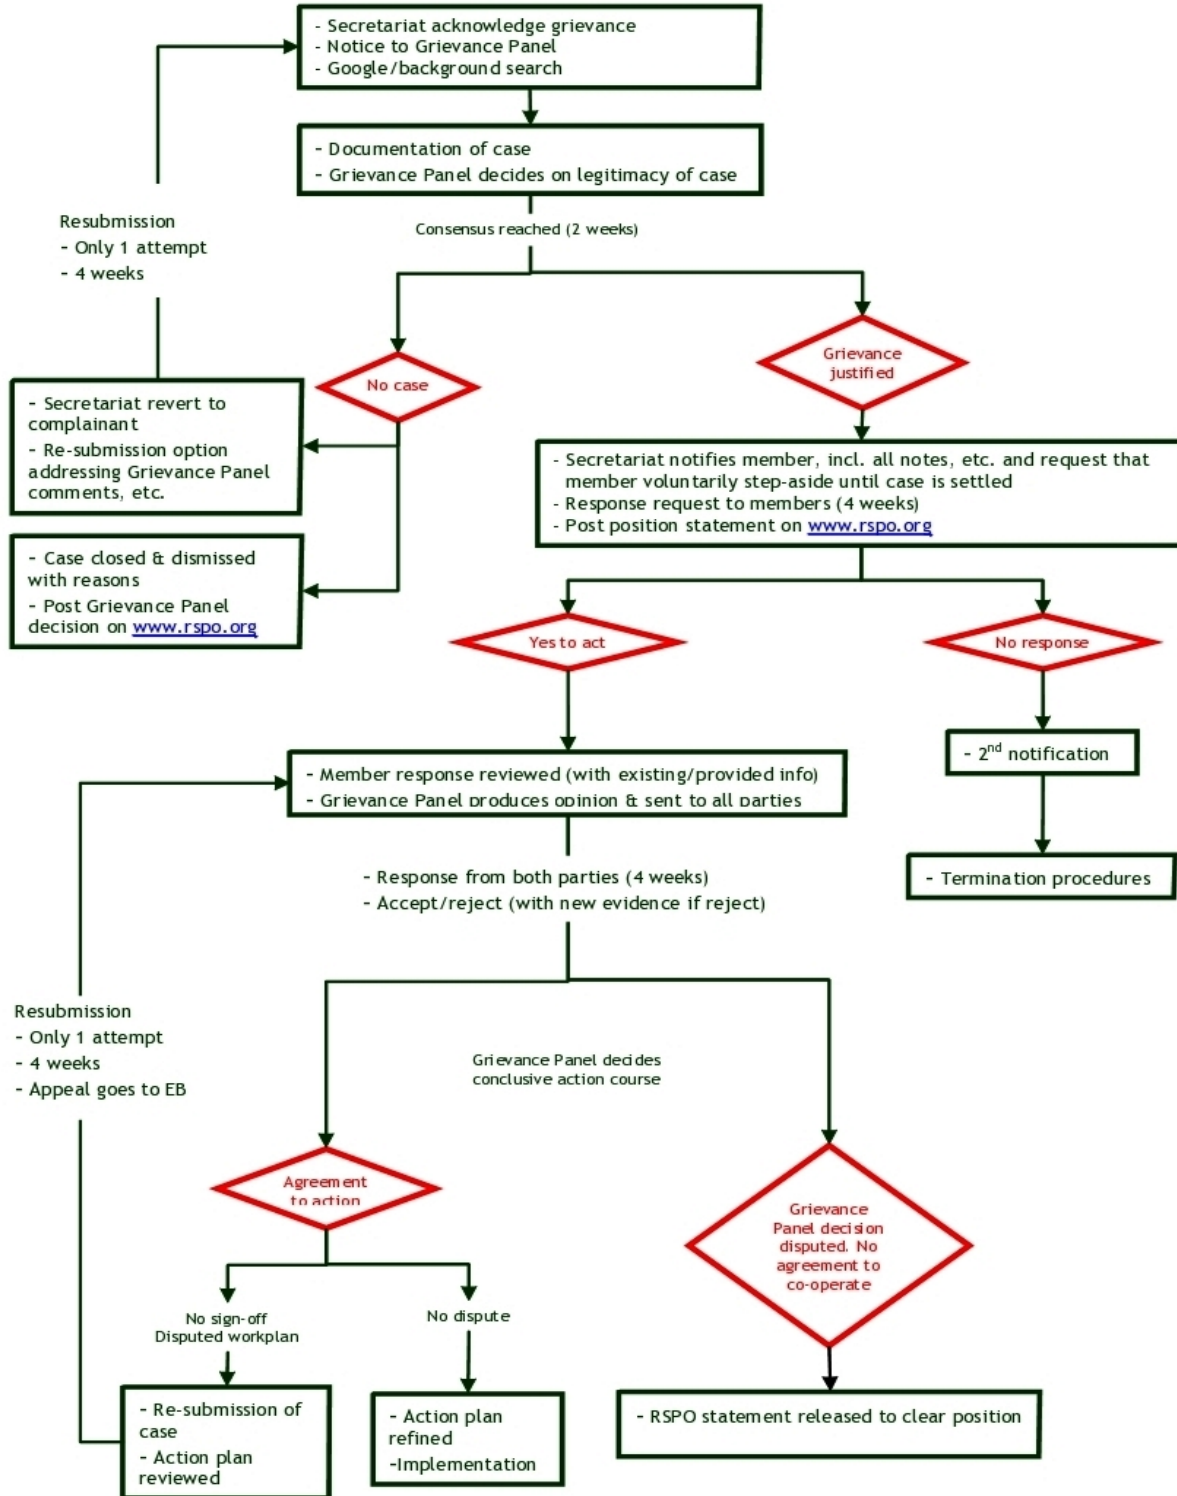 - Secretariat acknowledge grievance
- Notice to Grievance Panel
- Google/background search
- Documentation of case
- Grievance Panel decides on legitimacy of case
Consensus reached (2 weeks)
Resubmission
- Only 1 attempt
- 4 weeks
No case
Grievance
justified
- Secretariat revert to
complainant
- Re-submission option
addressing Grievance Panel
comments, etc.
- Case closed & dismissed
with reasons
- Post Grievance Panel
decision on www.rspo.org
- Secretariat notifies member, incl. all notes, etc. and request that
member voluntarily step-aside until case is settled
- Response request to members (4 weeks)
- Post position statement on www.rspo.org
Yes to act
No response
- 2nd notification
- Termination procedures
- Member response reviewed (with existing/provided info)
- Grievance Panel produces opinion & sent to all parties
- Response from both parties (4 weeks)
- Accept/reject (with new evidence if reject)
Resubmission
- Only 1 attempt
- 4 weeks
- Appeal goes to EB
Grievance Panel decides
conclusive action course
Agreement
to action
Grievance
Panel decision
disputed. No
agreement to
co-operate
No sign-off
Disputed workplan
No dispute
- Re-submission of
case
- Action plan
reviewed
- Action plan
refined
-Implementation
- RSPO statement released to clear position